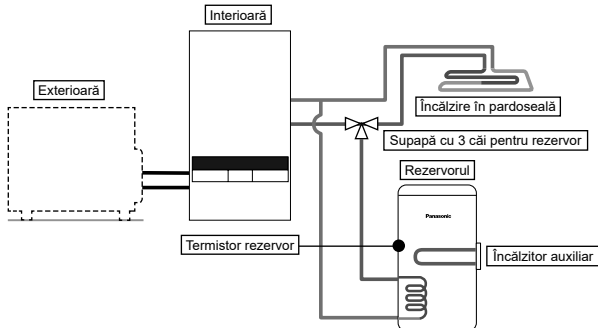 Interioară
Exterioară
Încălzire în pardoseală
Supapă cu 3 căi pentru rezervor
Rezervorul
Panasonic
Termistor rezervor
Încălzitor auxiliar